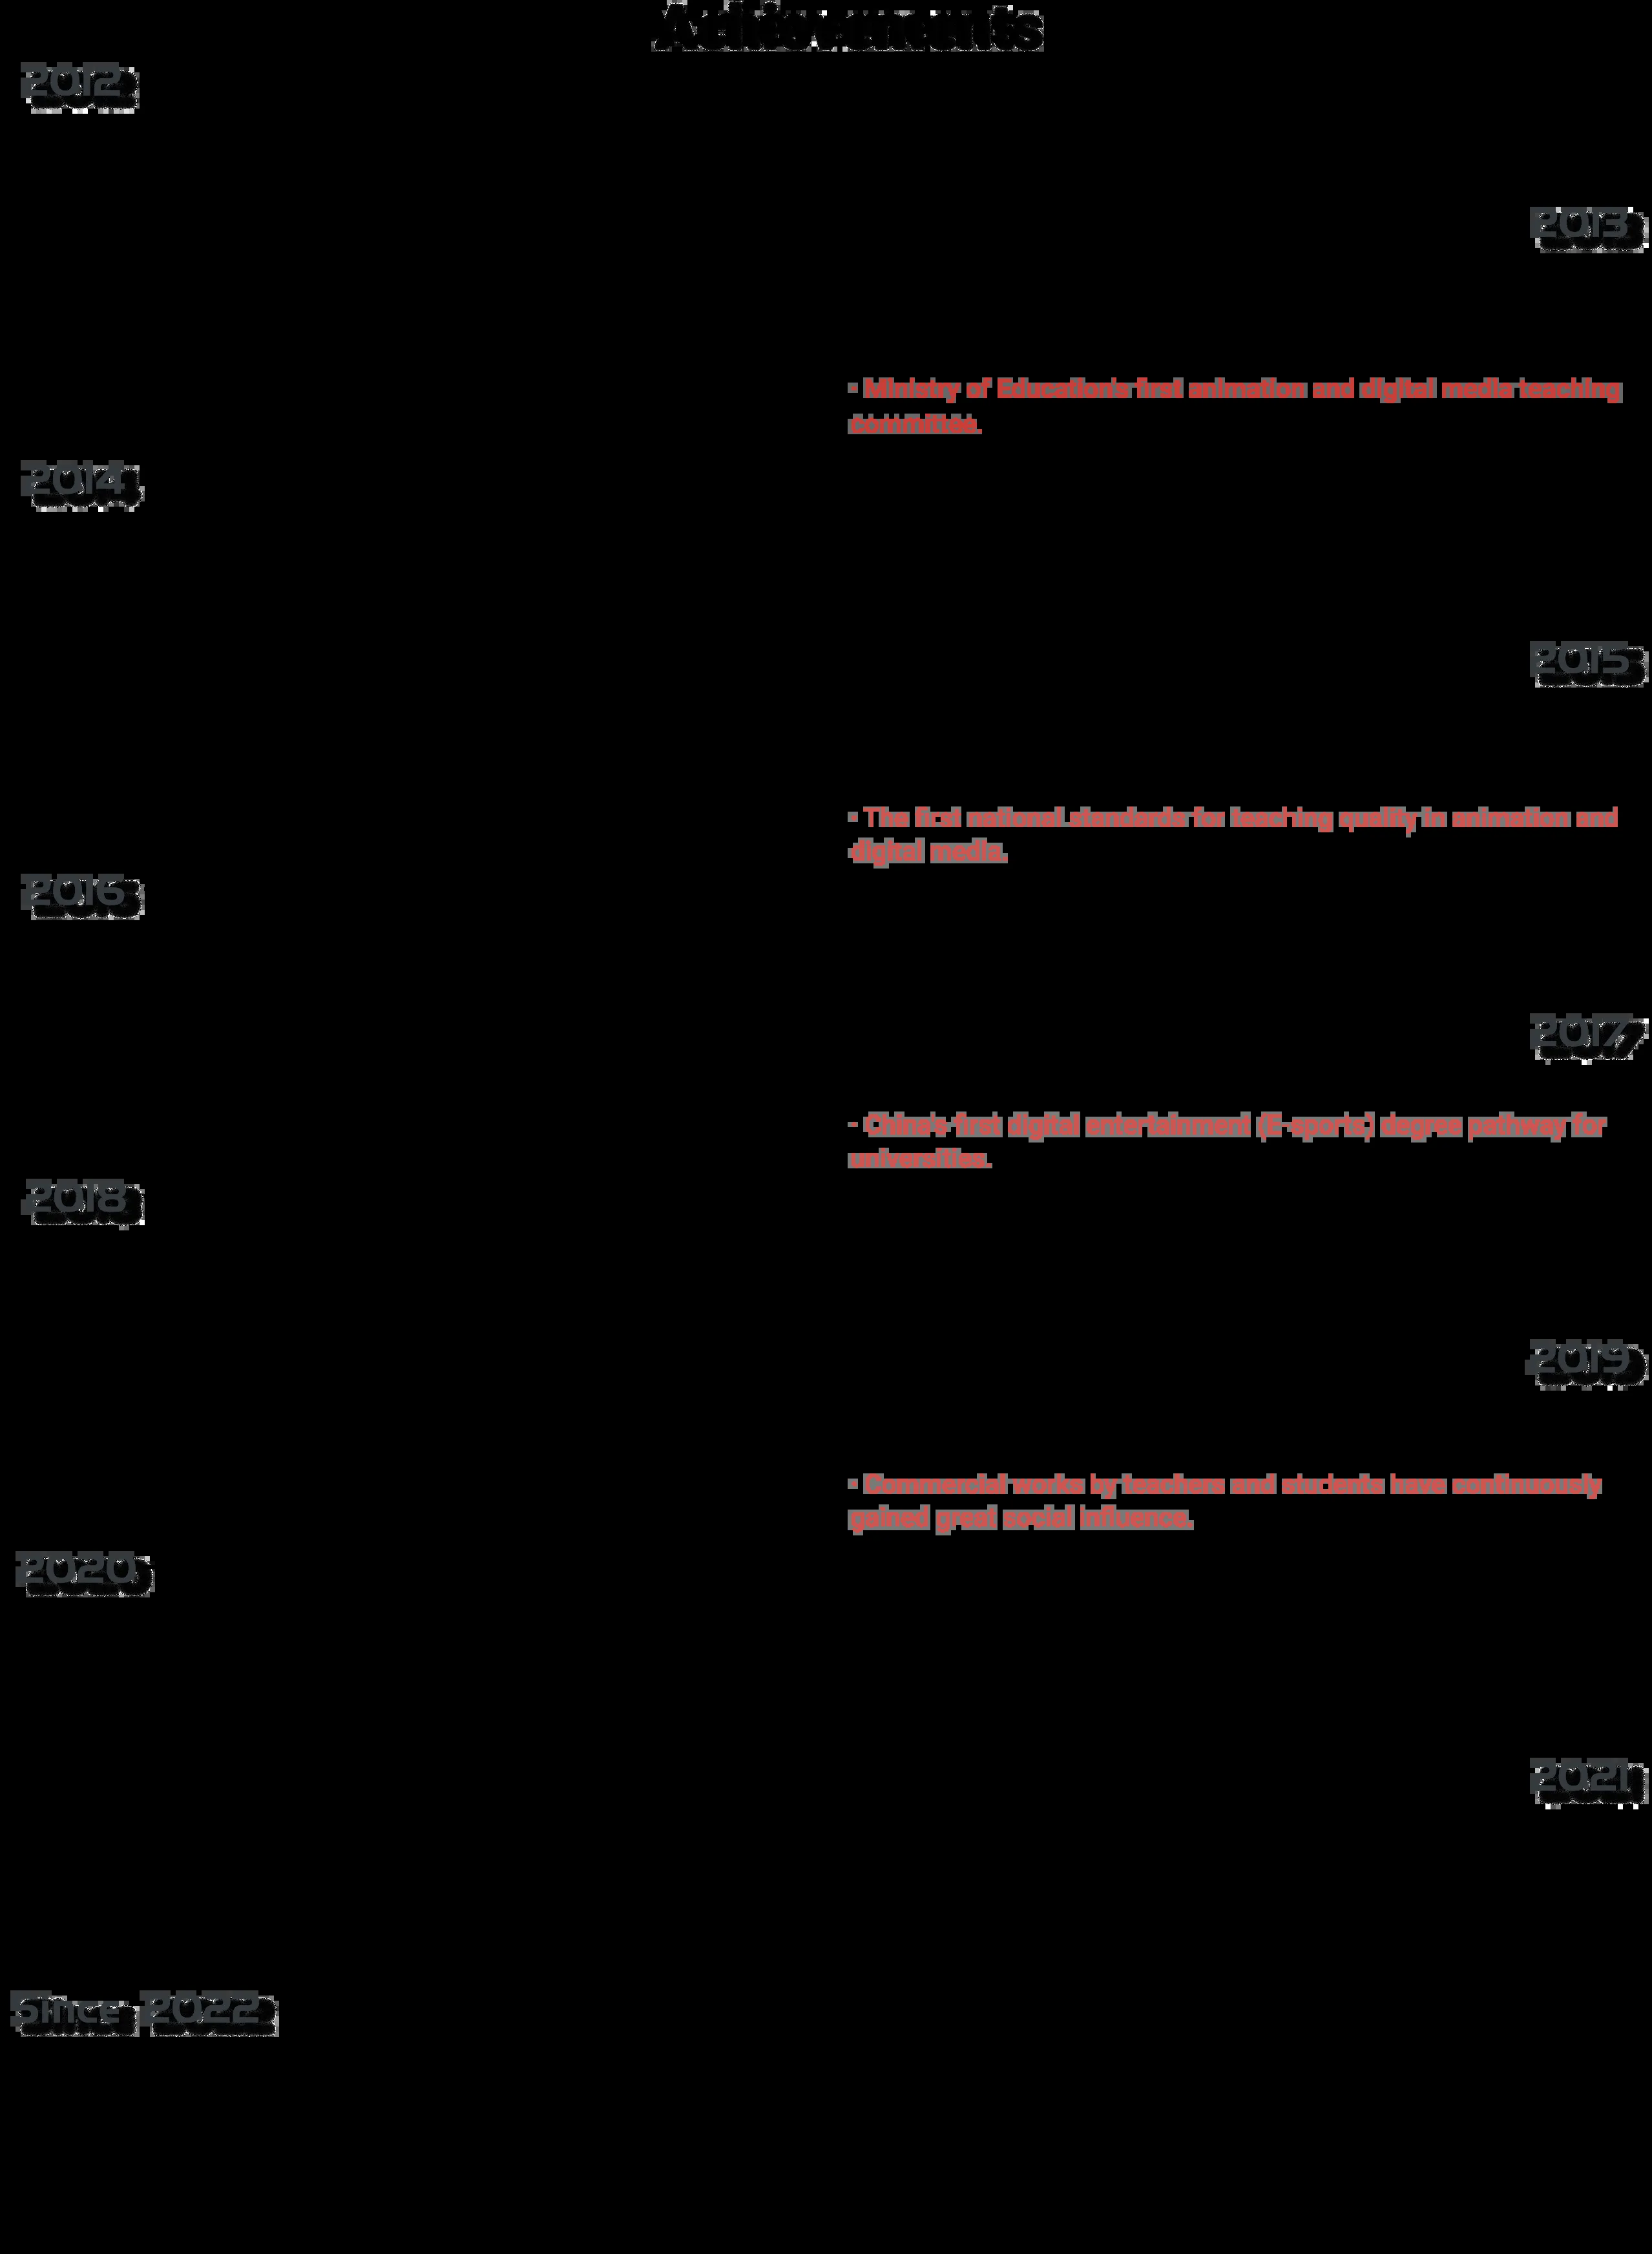 Achievements
2012
2013
- Ministry of Education's first animation and digital media teaching
committee.
2014
2015
- The first national standards for teaching quality in animation and
digital media.
2016
2017
- China's first digital entertainment (E-sports) degree pathway for
universities.
2018
2019
- Commercial works by teachers and students have continuously
gained great social influence.
2020
2021
Since 2022